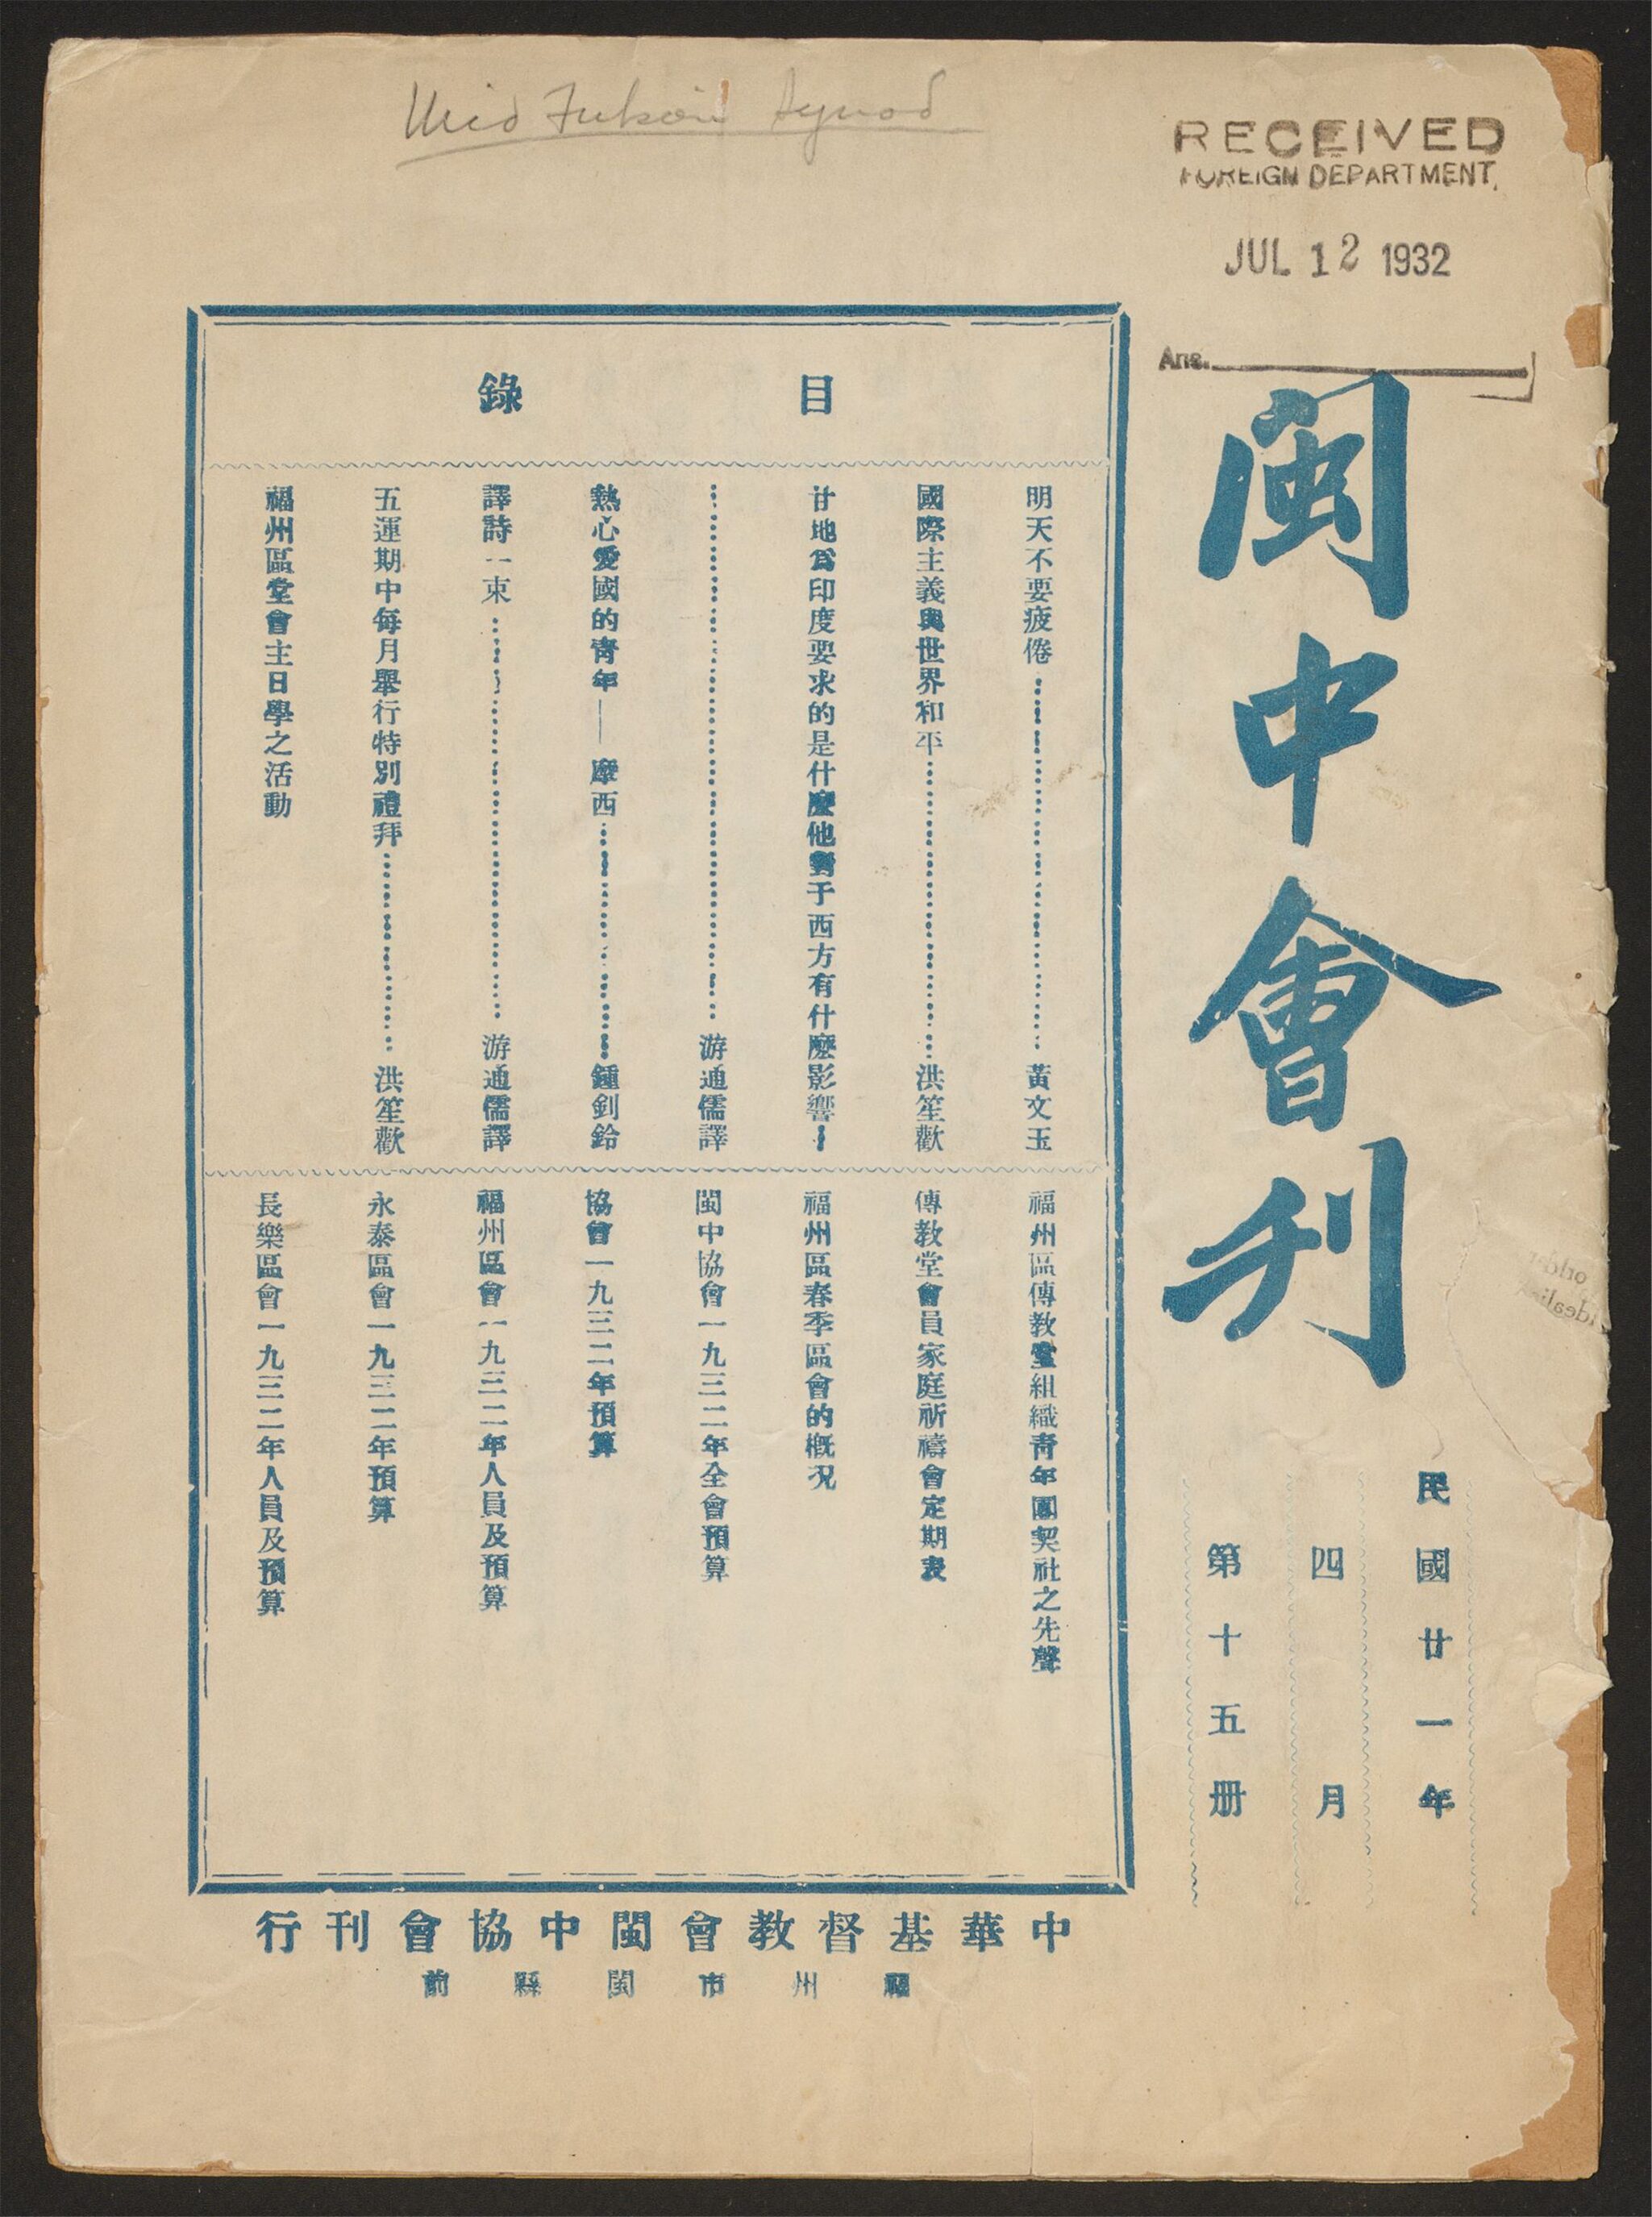 Mid Fukien Synod
RECEIVED
FOREIGN DEPARTMENT.
JUL 12 1932
Ans.
閩中會刊
民國廿一年
四月
第十五册
目錄
明天不要疲倦……黃文玉
國際主義與世界和平……洪笙歡
甘地爲印度要求的是什麼他對于西方有什麼影響…
……游通儒譯
熱心愛國的靑年——摩西……鍾釗鈴
譯詩一束……游通儒譯
五運期中每月舉行特別禮拜……洪笙歡
福州區堂會主日學之活動
福州區傳教堂組織靑年團契社之先聲
傳教堂會員家庭祈禱會定期表
福州區春季區會的槪況
閩中協會一九三二年全會預算
協會一九三二年預算
福州區會一九三二年人員及預算
永泰區會一九三二年預算
長樂區會一九三二年人員及預算
中華基督教會閩中協會刊行
福州市閩縣前